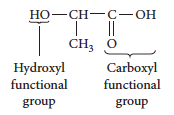 HO—CH—C—OH
CH₃ O
Hydroxyl Carboxyl
functional functional
group group